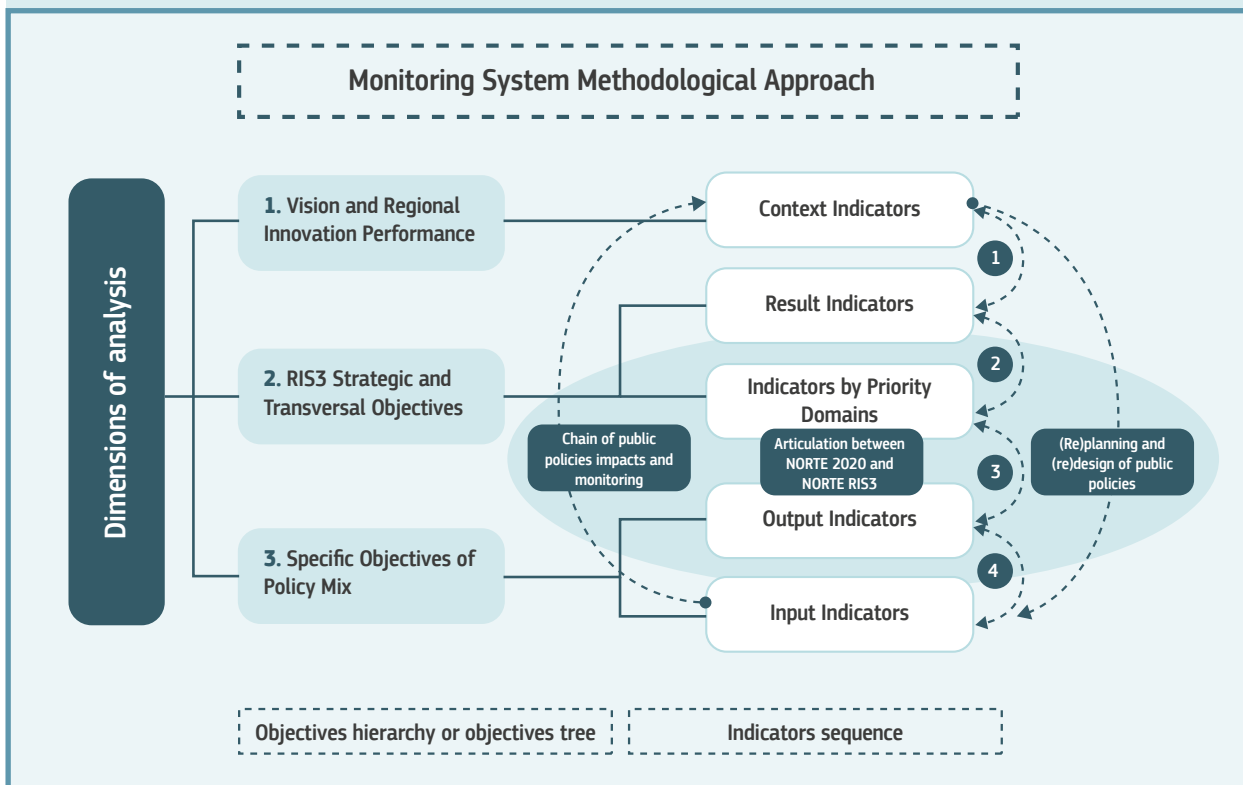 Monitoring System Methodological Approach
Dimensions of analysis
1. Vision and Regional
Innovation Performance
2. RIS3 Strategic and
Transversal Objectives
3. Specific Objectives of
Policy Mix
Context Indicators
Result Indicators
Indicators by Priority
Domains
Output Indicators
Input Indicators
Chain of public
policies impacts and
monitoring
Articulation between
NORTE 2020 and
NORTE RIS3
(Re)planning and
(re)design of public
policies
1
2
3
4
Objectives hierarchy or objectives tree
Indicators sequence